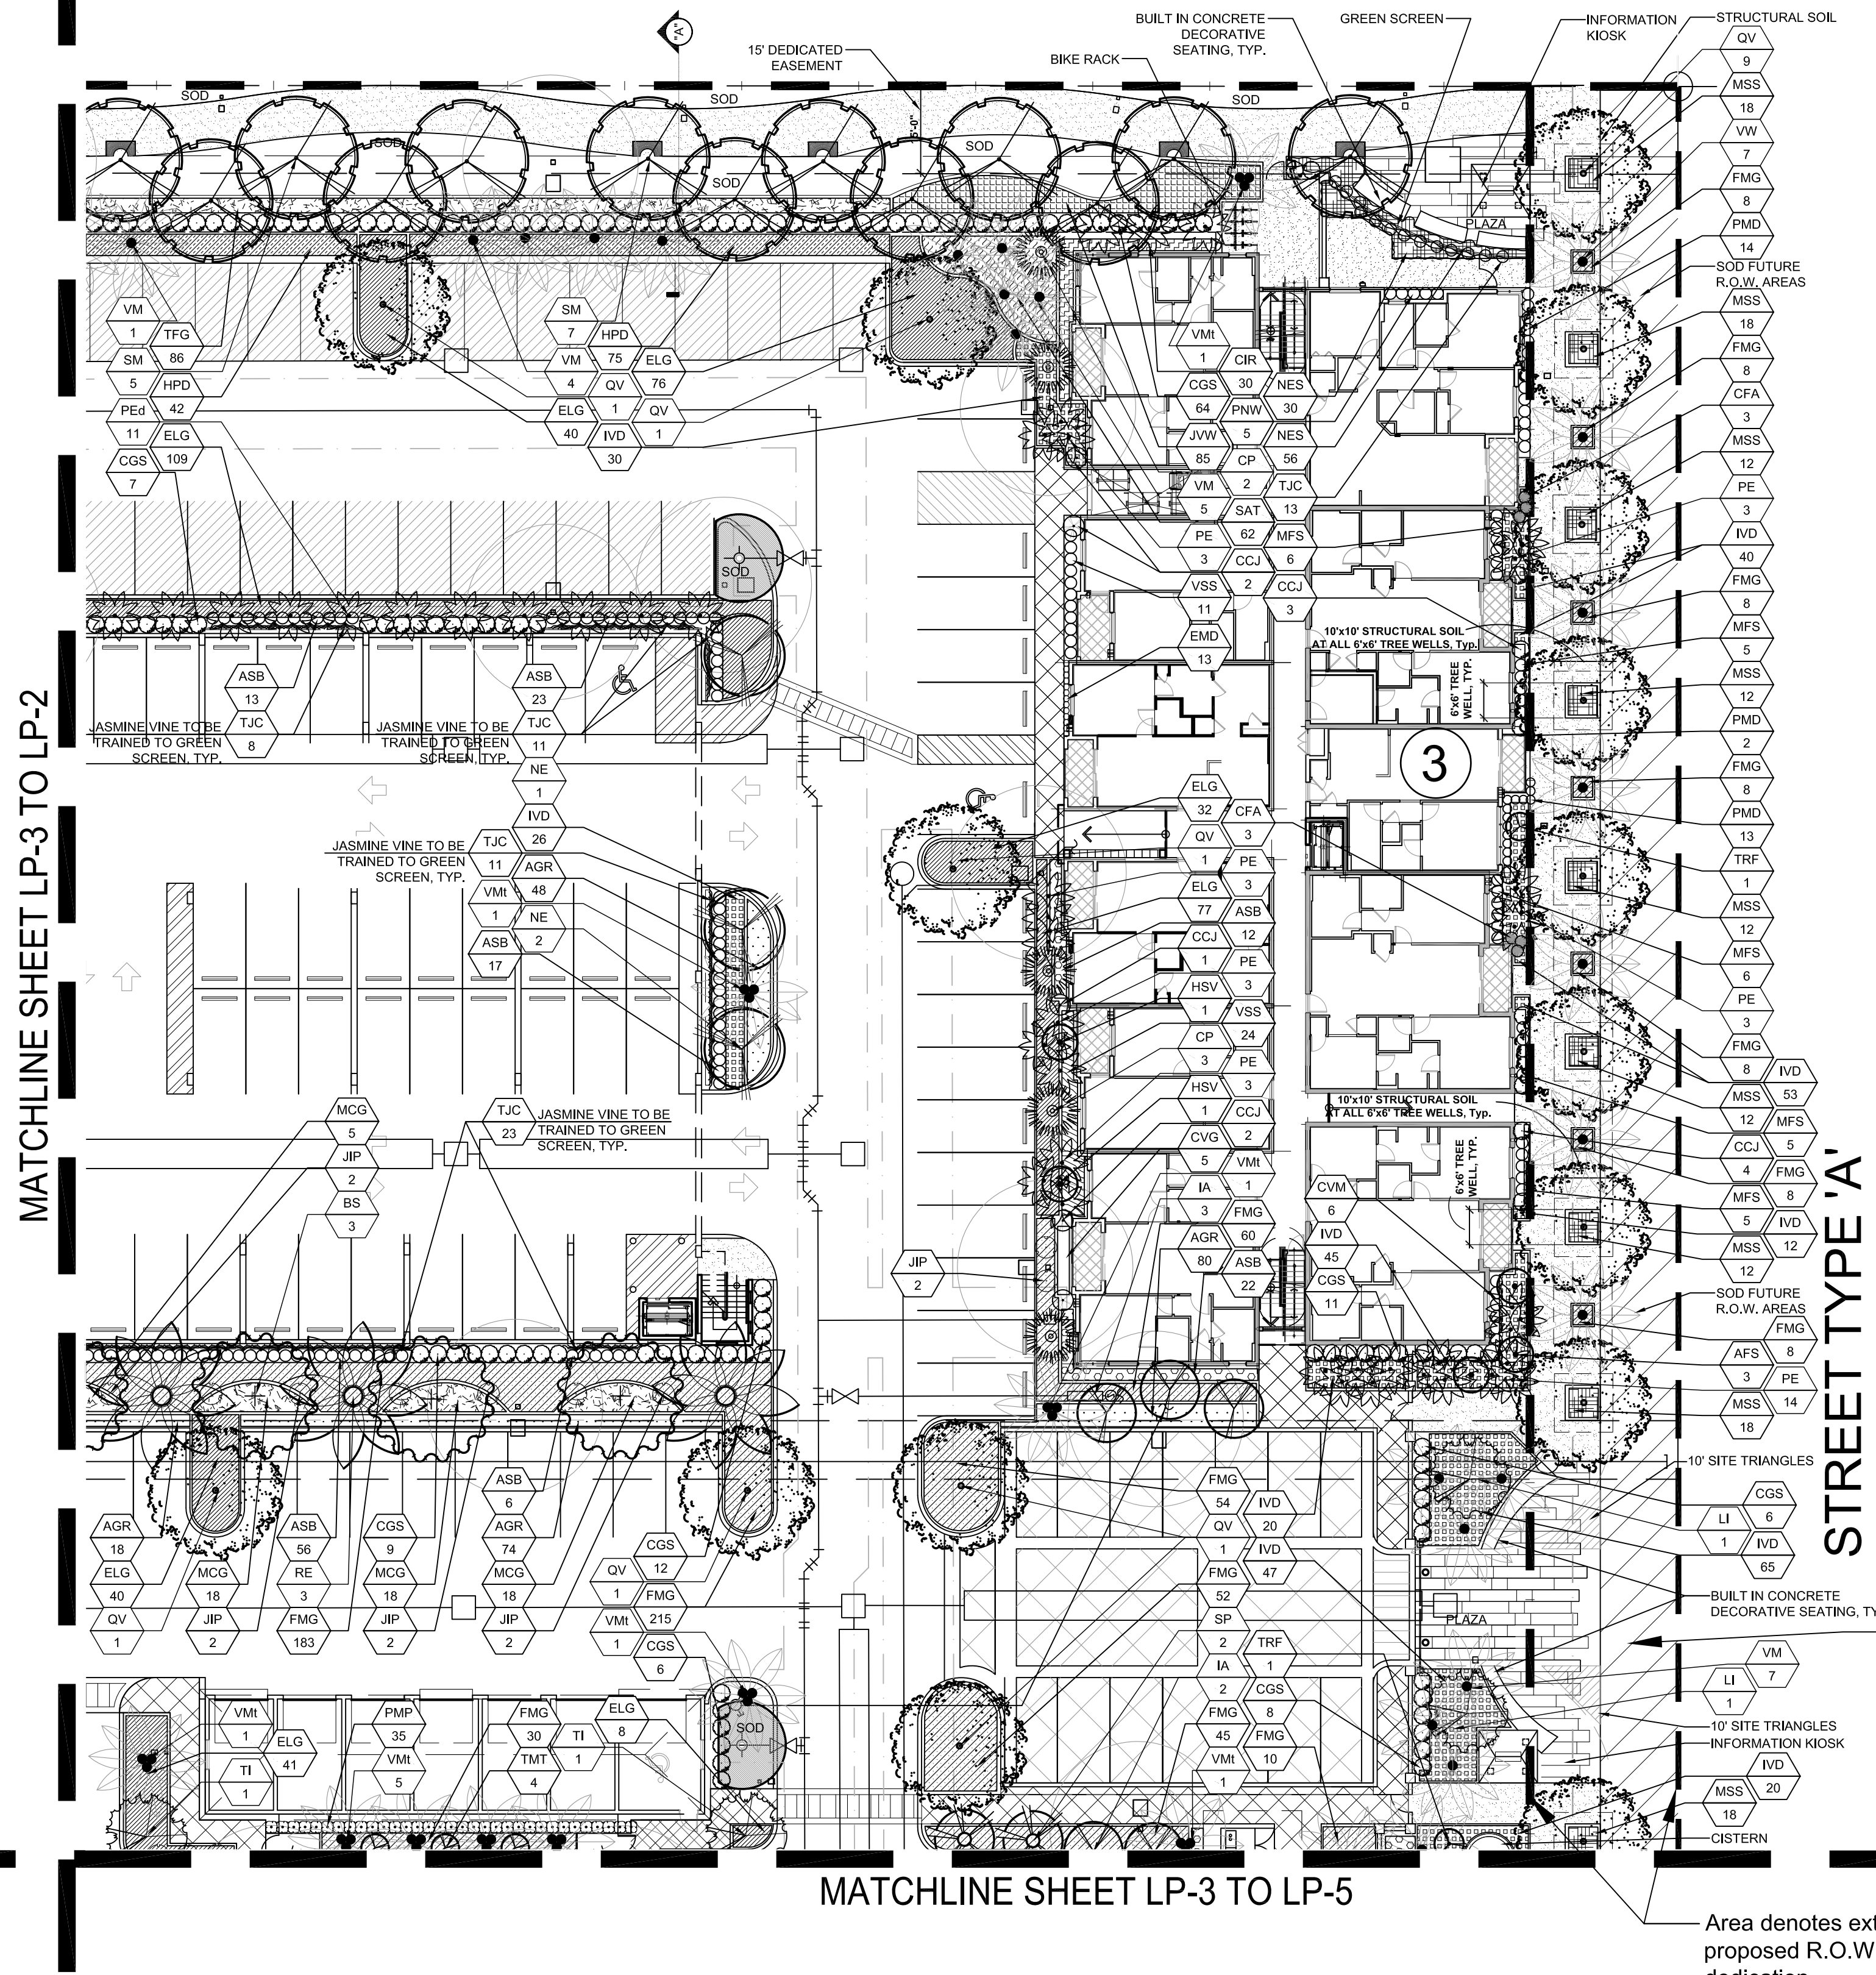 "A"
15' DEDICATED
EASEMENT
BIKE RACK
BUILT IN CONCRETE
DECORATIVE
SEATING, TYP.
GREEN SCREEN
INFORMATION
KIOSK
STRUCTURAL SOIL
SOD
SOD
SOD
SOD
SOD
SOD
PLAZA
QV
9
MSS
18
VW
7
FMG
8
PMD
14
SOD FUTURE
R.O.W. AREAS
MSS
18
FMG
8
CFA
3
MSS
12
PE
3
IVD
40
FMG
8
MFS
5
MSS
12
PMD
2
FMG
8
PMD
13
TRF
1
MSS
12
MFS
6
PE
3
FMG
8
IVD
53
MSS
12
MFS
5
CCJ
4
FMG
8
MFS
5
IVD
12
MSS
12
SOD FUTURE
R.O.W. AREAS
FMG
8
AFS
3
PE
14
MSS
18
10' SITE TRIANGLES
CGS
6
LI
1
IVD
65
BUILT IN CONCRETE
DECORATIVE SEATING, TY
VM
7
LI
1
10' SITE TRIANGLES
INFORMATION KIOSK
IVD
20
MSS
18
CISTERN
VM
1
TFG
86
SM
5
HPD
42
PEd
11
ELG
109
CGS
7
SM
7
HPD
75
ELG
76
VM
4
QV
1
QV
1
ELG
40
IVD
30
VMt
1
CIR
30
NES
30
CGS
64
PNW
5
NES
56
JVW
85
CP
2
TJC
13
VM
5
SAT
62
MFS
6
PE
3
CCJ
2
CCJ
3
VSS
11
EMD
13
10'x10' STRUCTURAL SOIL
AT ALL 6'x6' TREE WELLS, Typ.
6'x6' TREE
WELL, TYP.
3
SOD
ASB
13
TJC
8
JASMINE VINE TO BE
TRAINED TO GREEN
SCREEN, TYP.
ASB
23
TJC
11
JASMINE VINE TO BE
TRAINED TO GREEN
SCREEN, TYP.
NE
1
IVD
26
TJC
11
AGR
48
JASMINE VINE TO BE
TRAINED TO GREEN
SCREEN, TYP.
VMt
1
NE
2
ASB
17
ELG
32
CFA
3
QV
1
PE
3
ELG
77
ASB
12
CCJ
1
PE
3
HSV
1
VSS
24
CP
3
PE
3
HSV
1
CCJ
2
CVG
5
VMt
1
IA
3
FMG
60
AGR
80
ASB
22
10'x10' STRUCTURAL SOIL
AT ALL 6'x6' TREE WELLS, Typ.
6'x6' TREE
WELL, TYP.
CVM
6
IVD
45
CGS
11
MCG
5
JIP
2
BS
3
TJC
23
JASMINE VINE TO BE
TRAINED TO GREEN
SCREEN, TYP.
JIP
2
AGR
18
ELG
40
QV
1
MCG
18
JIP
2
ASB
56
RE
3
FMG
183
CGS
9
MCG
18
JIP
2
ASB
6
AGR
74
MCG
18
JIP
2
CGS
12
QV
1
FMG
215
VMt
1
CGS
6
FMG
54
IVD
20
QV
1
IVD
47
FMG
52
SP
2
TRF
1
IA
2
CGS
8
FMG
45
FMG
10
VMt
1
PLAZA
VMt
1
ELG
41
TI
1
PMP
35
VMt
5
FMG
30
TMT
4
TI
1
ELG
8
SOD
MATCHLINE SHEET LP-3 TO LP-2
STREET TYPE 'A'
MATCHLINE SHEET LP-3 TO LP-5
Area denotes ext
proposed R.O.W
dedication